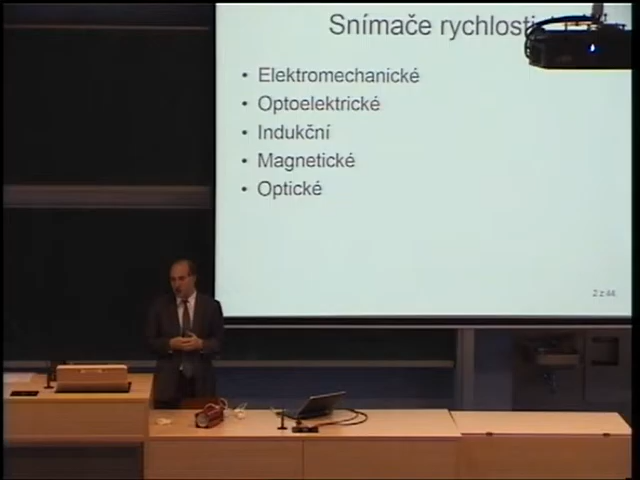 Snímače rychlosti
• Elektromechanické
• Optoelektrické
• Indukční
• Magnetické
• Optické
2 z 44